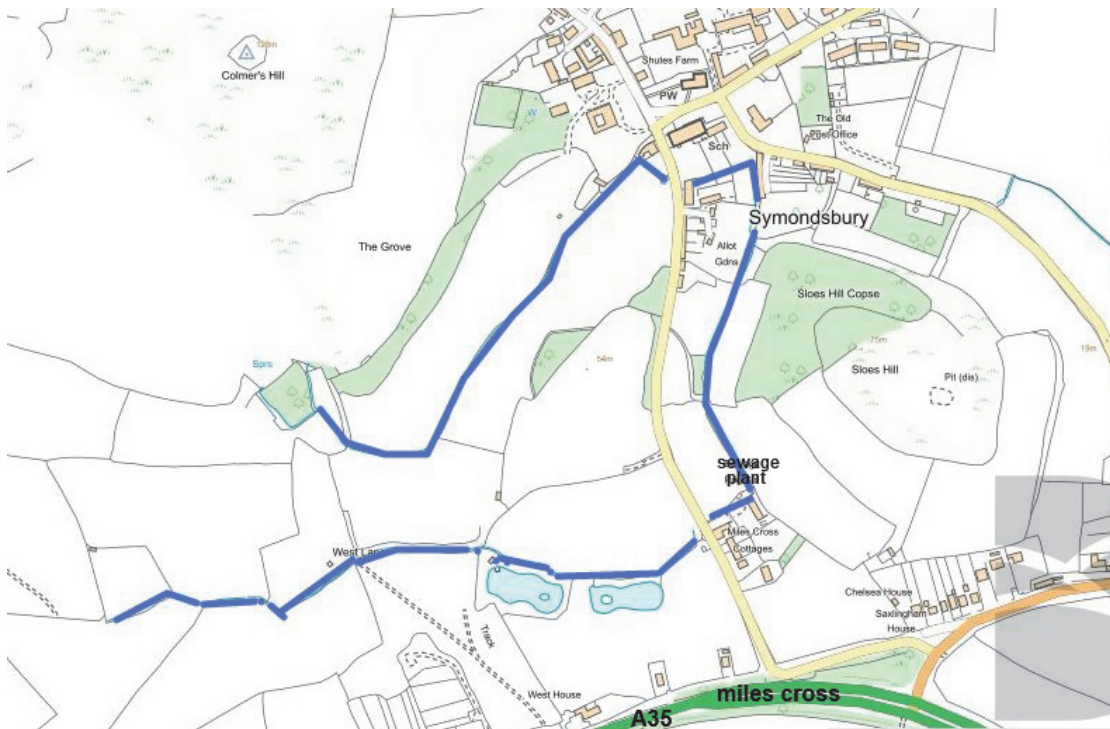 128m
Colmer's Hill
Shutes Farm
PW
W
The Old
Post Office
Sch
Symondsbury
The Grove
Allot
Gdns
Sloes Hill Copse
75m
Sloes Hill
Pit (dis)
19m
54m
Sprs
sewage
plant
Miles Cross
Cottages
West Lane
Track
Chelsea House
Saxlingham
House
West House
miles cross
A35